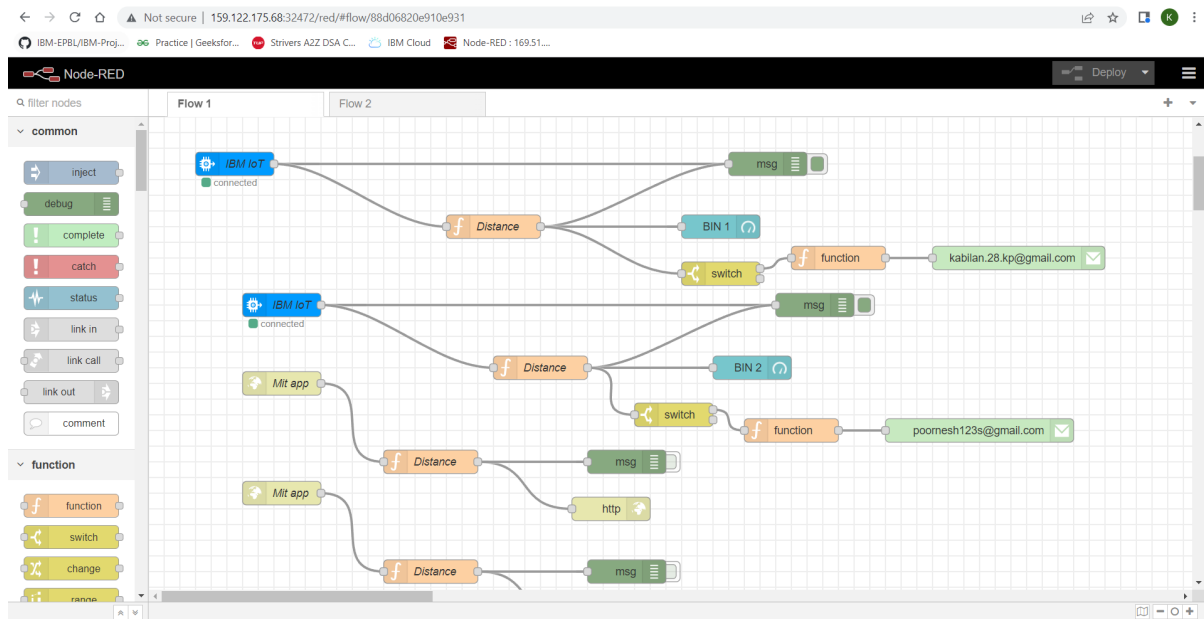 Not secure | 159.122.175.68:32472/red/#flow/88d06820e910e931
K
IBM-EPBL/IBM-Proj...
Practice | Geeksfor...
Strivers A2Z DSA C...
IBM Cloud
Node-RED : 169.51....
Node-RED
Deploy
filter nodes
Flow 1
Flow 2
common
inject
debug
complete
catch
status
link in
link call
link out
comment
function
function
switch
change
range
IBM IoT
connected
msg
Distance
BIN 1
switch
function
kabilan.28.kp@gmail.com
IBM IoT
connected
msg
Distance
BIN 2
Mit app
switch
function
poornesh123s@gmail.com
Distance
msg
Mit app
http
Distance
msg